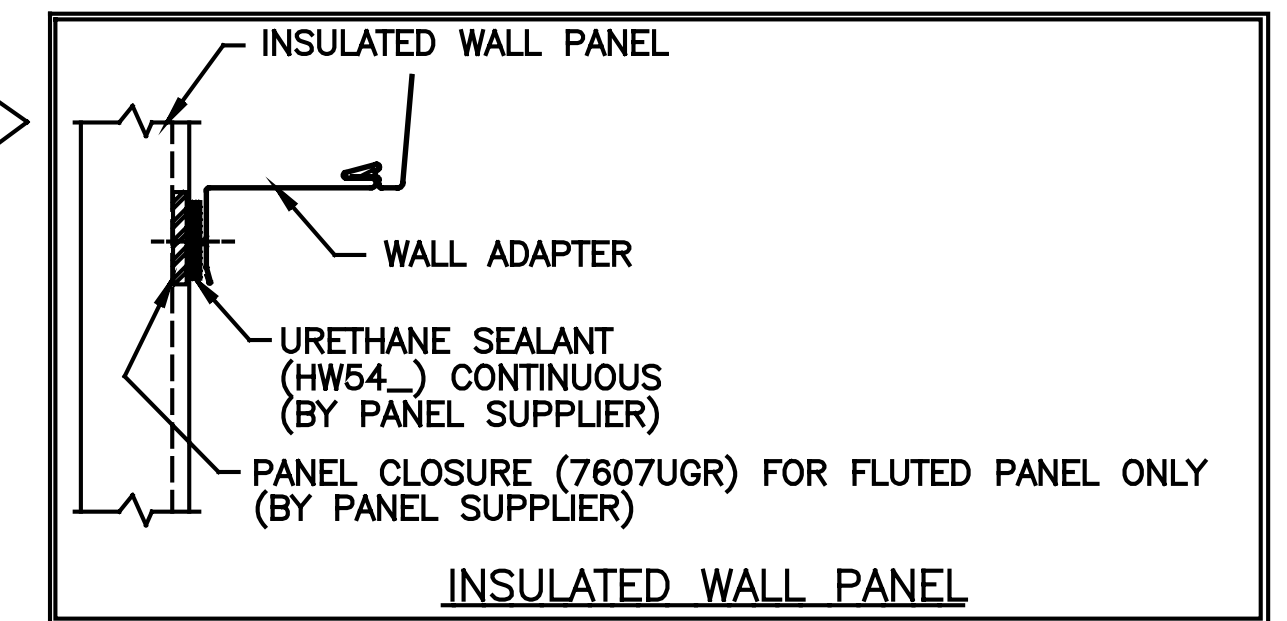 INSULATED WALL PANEL
WALL ADAPTER
URETHANE SEALANT
(HW54_) CONTINUOUS
(BY PANEL SUPPLIER)
PANEL CLOSURE (7607UGR) FOR FLUTED PANEL ONLY
(BY PANEL SUPPLIER)
INSULATED WALL PANEL